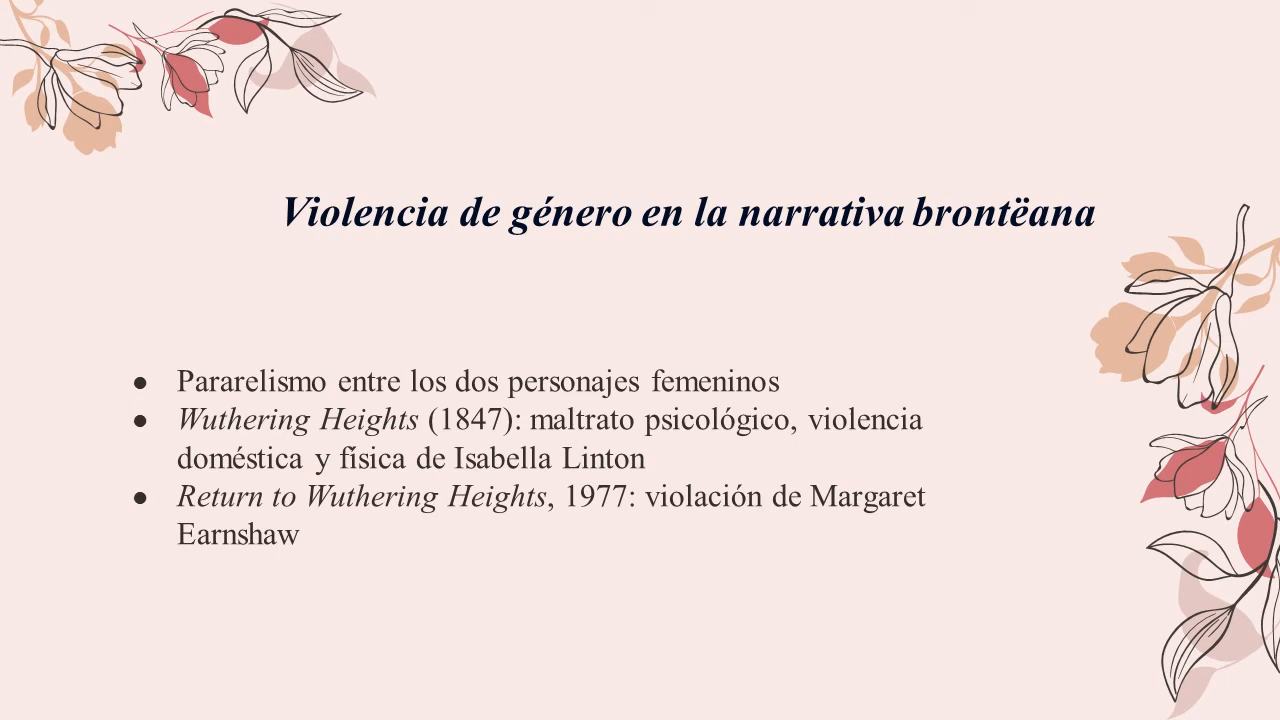 Violencia de género en la narrativa brontëana
● Pararelismo entre los dos personajes femeninos
● Wuthering Heights (1847): maltrato psicológico, violencia
doméstica y física de Isabella Linton
● Return to Wuthering Heights, 1977: violación de Margaret
Earnshaw